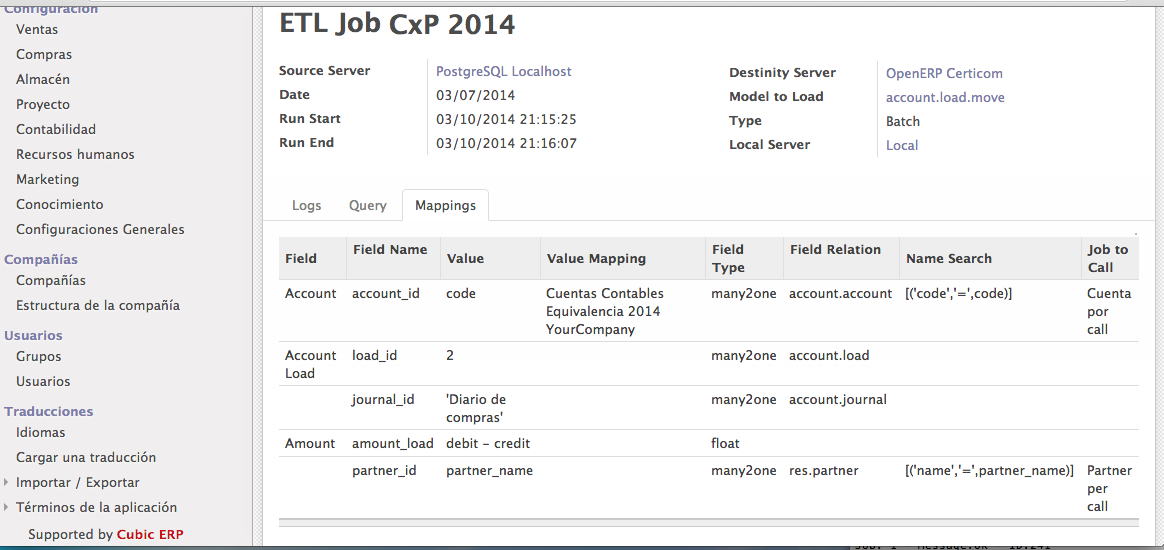 Configuración
Ventas
Compras
Almacén
Proyecto
Contabilidad
Recursos humanos
Marketing
Conocimiento
Configuraciones Generales
Compañías
Compañías
Estructura de la compañía
Usuarios
Grupos
Usuarios
Traducciones
Idiomas
Cargar una traducción
Importar / Exportar
Términos de la aplicación
Supported by Cubic ERP
ETL Job CxP 2014
Source Server PostgreSQL Localhost
Date 03/07/2014
Run Start 03/10/2014 21:15:25
Run End 03/10/2014 21:16:07
Destinity Server OpenERP Certicom
Model to Load account.load.move
Type Batch
Local Server Local
Logs Query Mappings
Field Field Name Value Value Mapping Field Type Field Relation Name Search Job to Call
Account account_id code Cuentas Contables Equivalencia 2014 YourCompany many2one account.account [('code','=',code)] Cuenta por call
Account Load load_id 2 many2one account.load
journal_id 'Diario de compras' many2one account.journal
Amount amount_load debit - credit float
partner_id partner_name many2one res.partner [('name','=',partner_name)] Partner per call